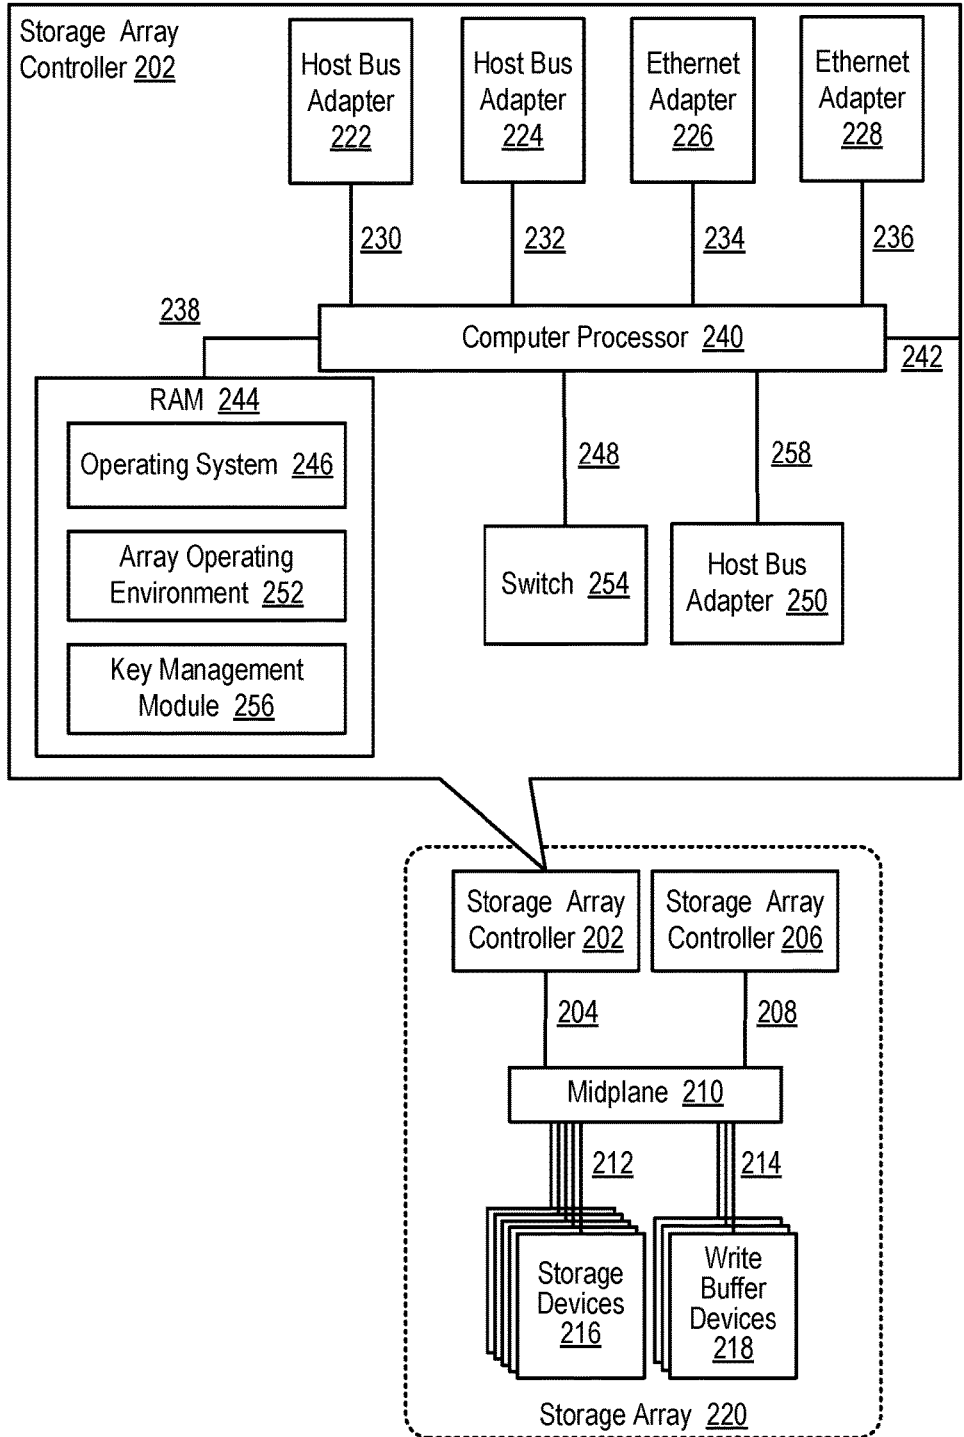 Storage Array
Controller 202
Host Bus
Adapter
222
Host Bus
Adapter
224
Ethernet
Adapter
226
Ethernet
Adapter
228
230
232
234
236
238
Computer Processor 240
242
RAM 244
Operating System 246
Array Operating
Environment 252
Key Management
Module 256
248
258
Switch 254
Host Bus
Adapter 250
Storage Array
Controller 202
Storage Array
Controller 206
204
208
Midplane 210
212
214
Storage
Devices
216
Write
Buffer
Devices
218
Storage Array 220